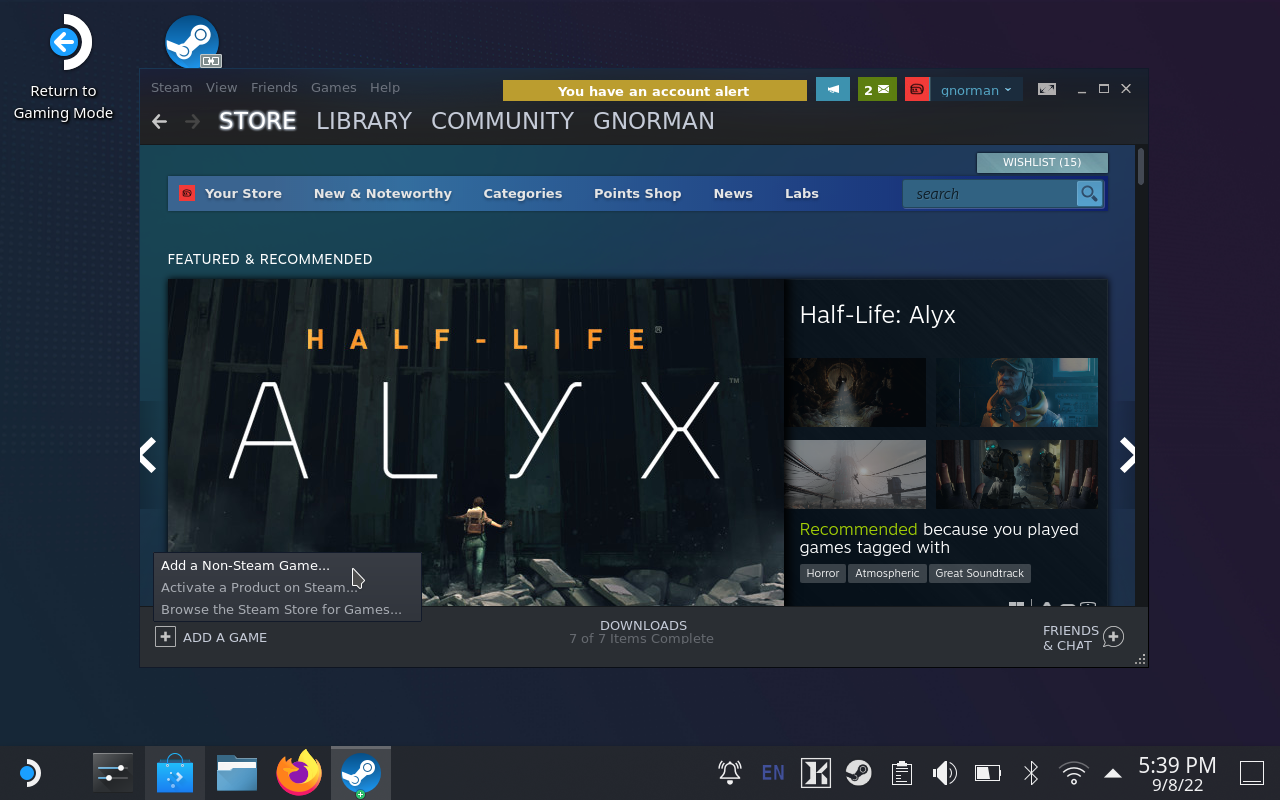 Return to
Gaming Mode
Steam View Friends Games Help
You have an account alert
2
gnorman
STORE LIBRARY COMMUNITY GNORMAN
WISHLIST (15)
Your Store New & Noteworthy Categories Points Shop News Labs
search
FEATURED & RECOMMENDED
HALF-LIFE®
ALYX™
Half-Life: Alyx
Recommended because you played
games tagged with
Horror Atmospheric Great Soundtrack
Add a Non-Steam Game...
Activate a Product on Steam...
Browse the Steam Store for Games...
ADD A GAME
DOWNLOADS
7 of 7 Items Complete
FRIENDS
& CHAT
EN
K
5:39 PM
9/8/22